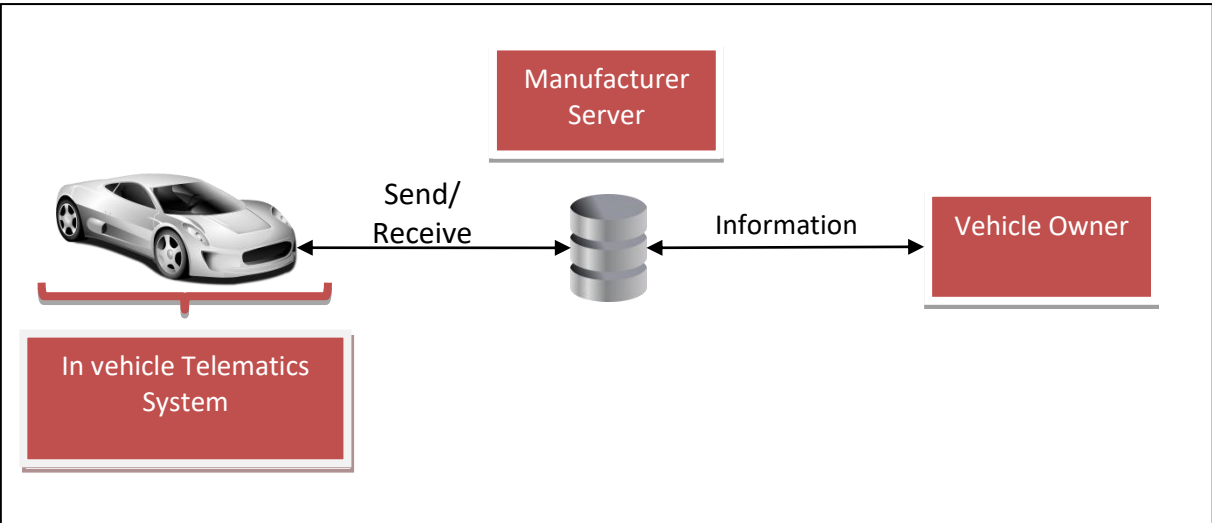 Manufacturer
Server
Send/
Receive
Information
Vehicle Owner
In vehicle Telematics
System